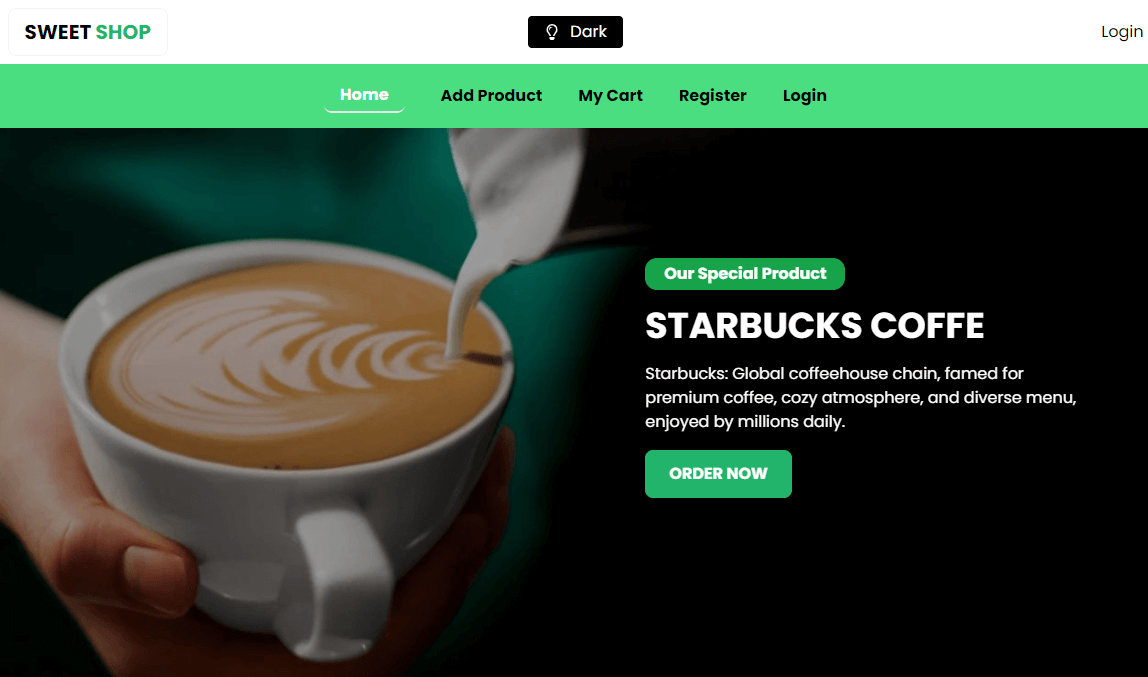 SWEET SHOP
Dark
Login
Home
Add Product
My Cart
Register
Login
Our Special Product
STARBUCKS COFFE
Starbucks: Global coffeehouse chain, famed for
premium coffee, cozy atmosphere, and diverse menu,
enjoyed by millions daily.
ORDER NOW